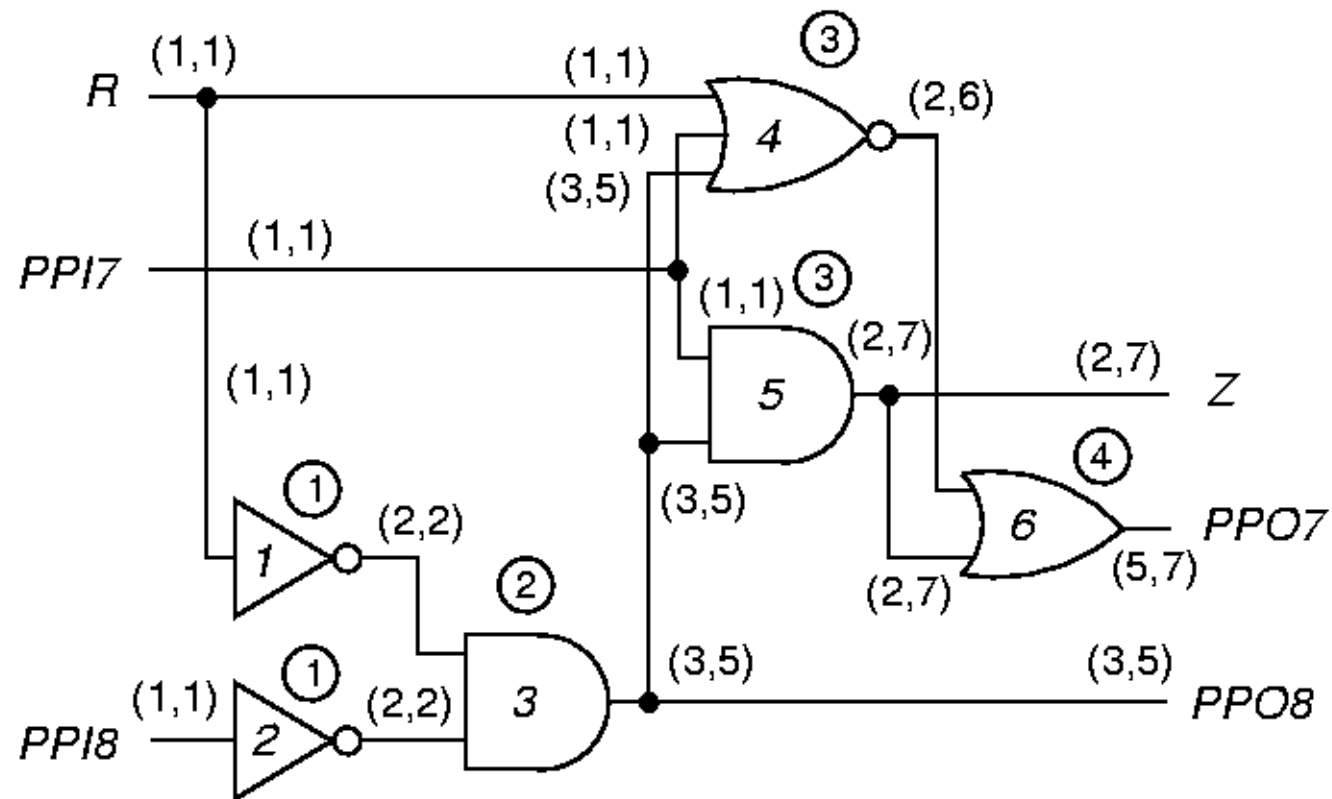 (1,1) (1,1) 3
R
(1,1) 4 (2,6)
(3,5)
(1,1)
PPI7
(1,1) 3
(2,7) (2,7)
5 Z
(1,1)
4
(3,5)
1 (2,2) 6 PPO7
1
2 (2,7) (5,7)
(1,1) 1 (2,2) 3 (3,5) (3,5)
PPI8 2 PPO8